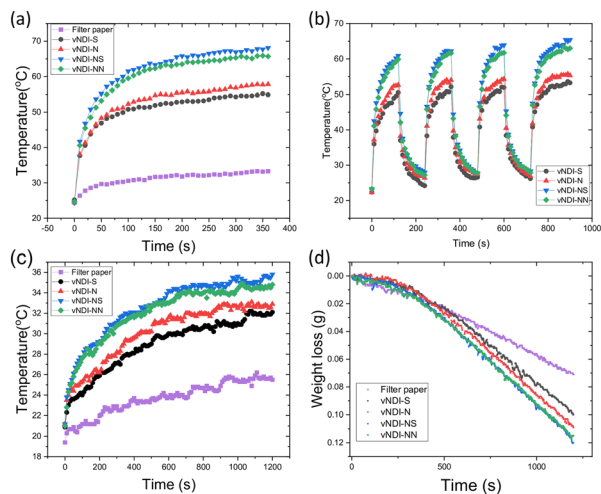 (a)
Filter paper
vNDI-S
vNDI-N
vNDI-NS
vNDI-NN
Temperature(°C)
80
70
60
50
40
30
20
0 50 100 150 200 250 300 350 400
Time (s)
(b)
Temperature(°C)
70
60
50
40
30
20
vNDI-S
vNDI-N
vNDI-NS
vNDI-NN
0 200 400 600 800 1000
Time (s)
(c)
Filter paper
vNDI-S
vNDI-N
vNDI-NS
vNDI-NN
Temperature(°C)
36
34
32
30
28
26
24
22
20
18
0 200 400 600 800 1000 1200
Time (s)
(d)
Weight loss (g)
0.00
0.02
0.04
0.06
0.08
0.10
0.12
Filter paper
vNDI-S
vNDI-N
vNDI-NS
vNDI-NN
0 500 1000
Time (s)